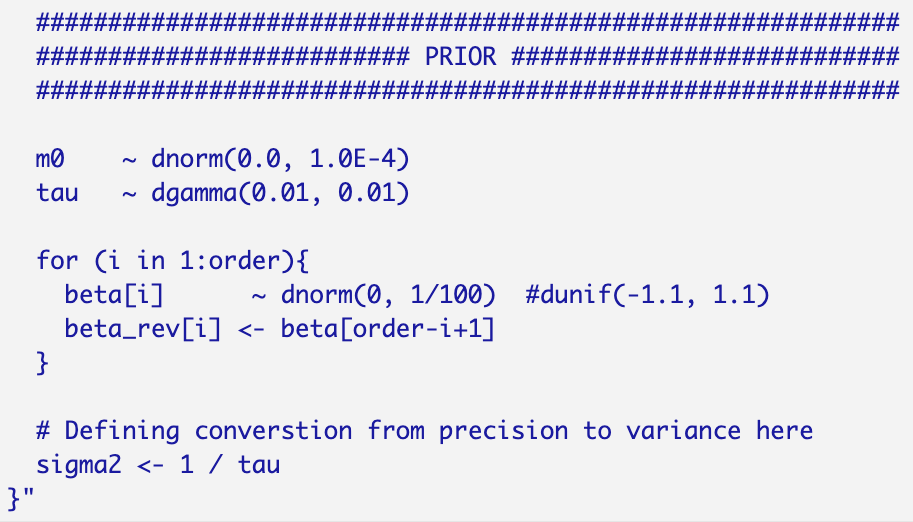 ############################################################
########################## PRIOR ###########################
############################################################
m0    ~ dnorm(0.0, 1.0E-4)
tau   ~ dgamma(0.01, 0.01)
for (i in 1:order){
  beta[i]      ~ dnorm(0, 1/100)  #dunif(-1.1, 1.1)
  beta_rev[i] <- beta[order-i+1]
}
# Defining converstion from precision to variance here
sigma2 <- 1 / tau
}"